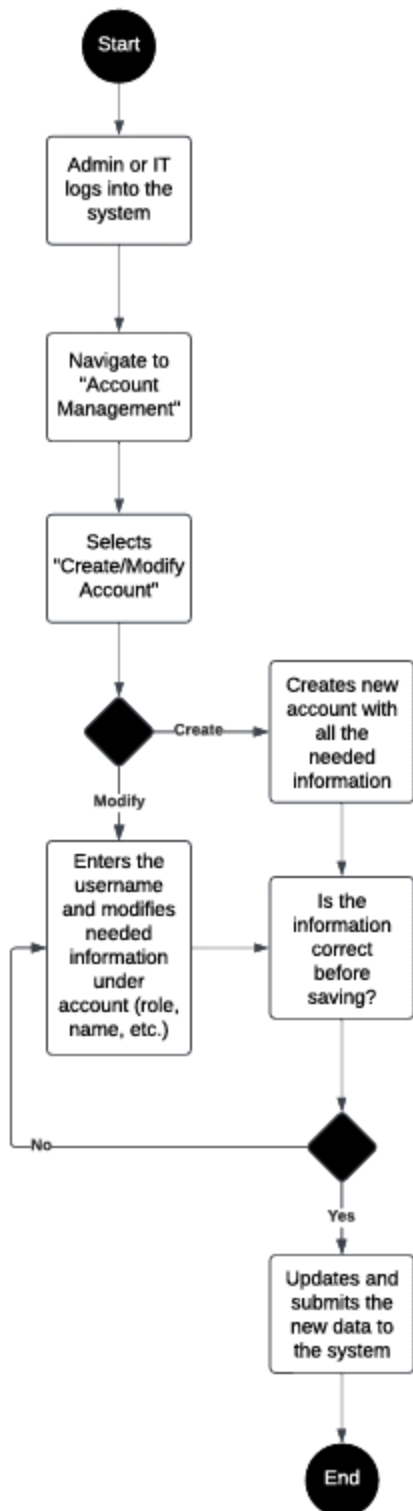 Start
Admin or IT
logs into the
system
Navigate to
"Account
Management"
Selects
"Create/Modify
Account"
Create
Creates new
account with
all the
needed
information
Modify
Enters the
username
and modifies
needed
information
under
account (role,
name, etc.)
Is the
information
correct
before
saving?
No
Yes
Updates and
submits the
new data to
the system
End